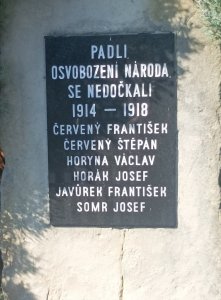 PADLI,
OSVOBOZENÍ NÁRODA
SE NEDOČKALI
1914 — 1918
ČERVENÝ FRANTIŠEK
ČERVENÝ ŠTĚPÁN
HORYNA VÁCLAV
HORÁK JOSEF
JAVŮREK FRANTIŠEK
SOMR JOSEF